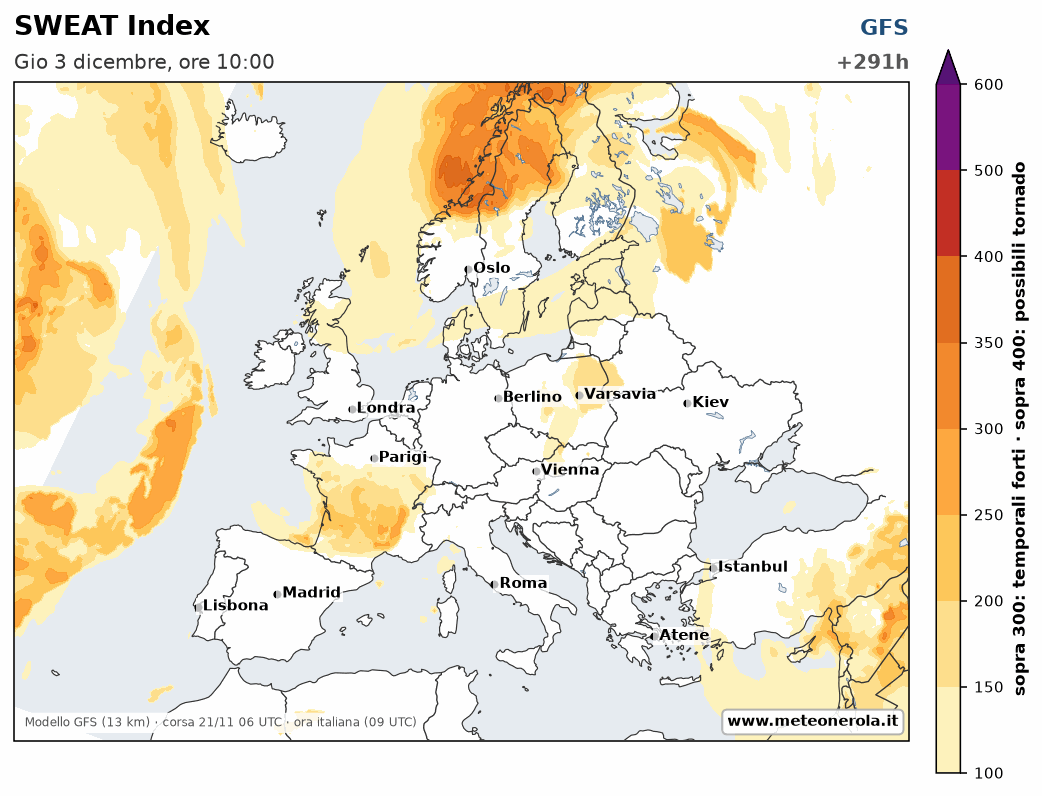 SWEAT Index
GFS
Gio 3 dicembre, ore 10:00
+291h
Oslo
Londra
Berlino
Varsavia
Kiev
Parigi
Vienna
Istanbul
Madrid
Roma
Lisbona
Atene
Modello GFS (13 km) · corsa 21/11 06 UTC · ora italiana (09 UTC)
www.meteonerola.it
600
500
400
350
300
250
200
150
100
sopra 300: temporali forti · sopra 400: possibili tornado